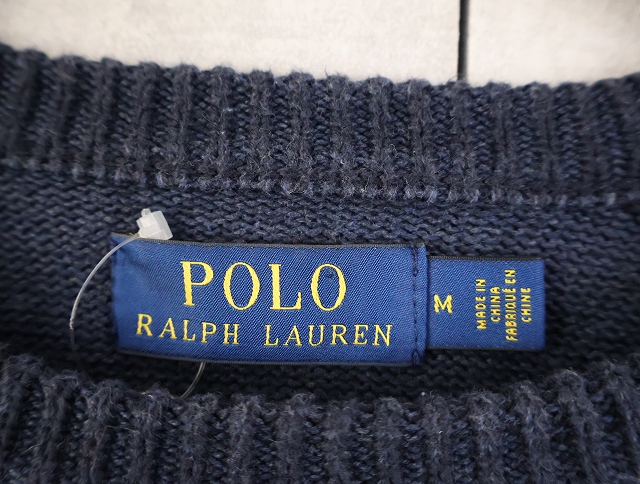 POLO
RALPH LAUREN
M
MADE IN
CHINA
FABRIQUÉ EN
CHINE